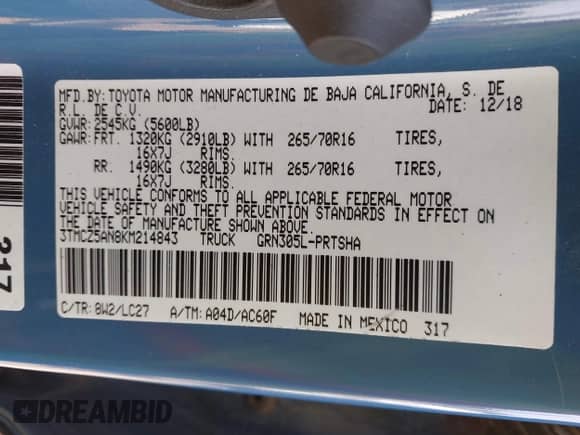 MFD.BY: TOYOTA MOTOR MANUFACTURING DE BAJA CALIFORNIA, S. DE
R.L. DE C.V. DATE: 12/18
GVWR: 2545KG (5600LB)
GAWR: FRT. 1320KG (2910LB) WITH 265/70R16 TIRES,
16X7J RIMS.
RR. 1490KG (3280LB) WITH 265/70R16 TIRES,
16X7J RIMS.
THIS VEHICLE CONFORMS TO ALL APPLICABLE FEDERAL MOTOR
VEHICLE SAFETY AND THEFT PREVENTION STANDARDS IN EFFECT ON
THE DATE OF MANUFACTURE SHOWN ABOVE.
3TMCZ5AN8KM214843 TRUCK GRN305L-PRTSHA
C/TR: 8W2/LC27 A/TM: A04D/AC60F MADE IN MEXICO 317
217
DREAMBID